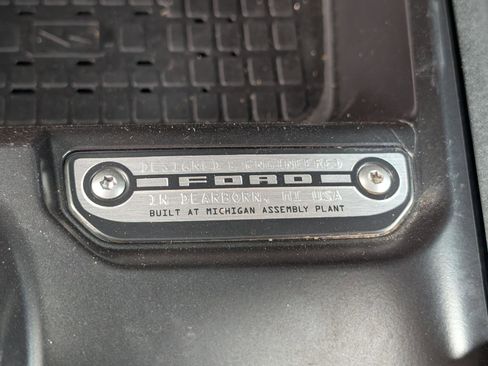 DESIGNED & ENGINEERED
FORD
IN DEARBORN, MI USA
BUILT AT MICHIGAN ASSEMBLY PLANT